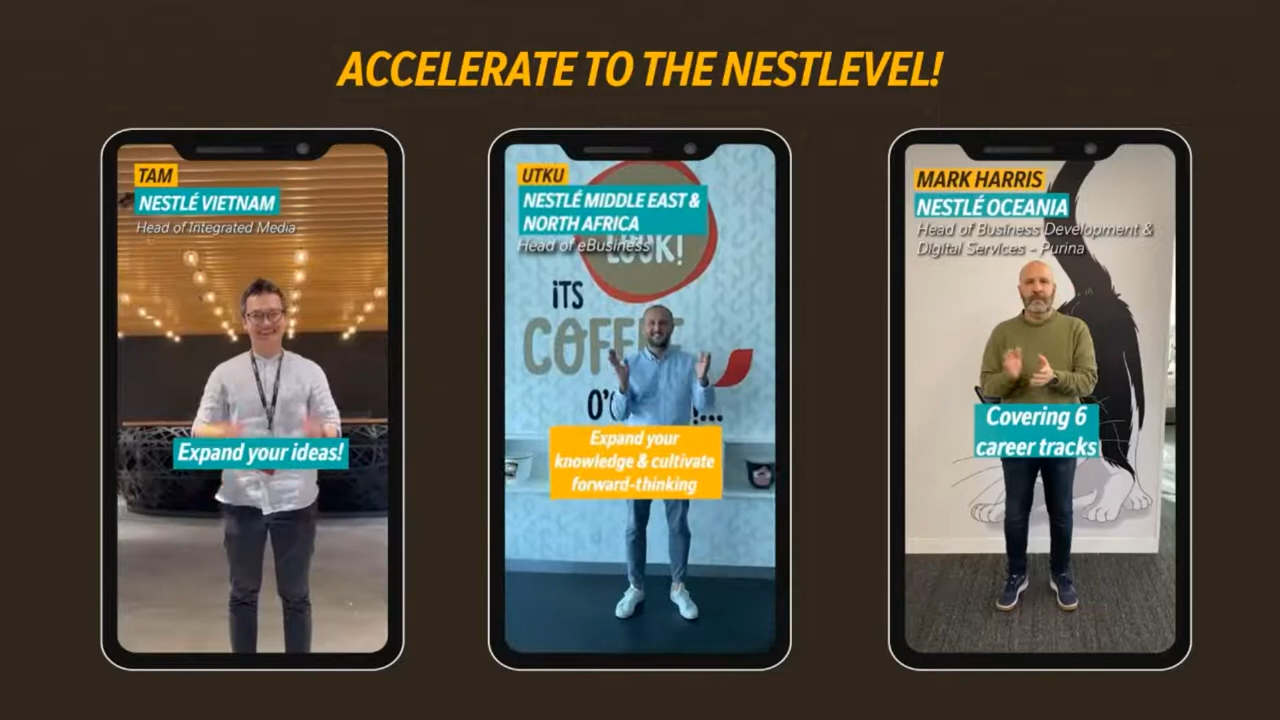 ACCELERATE TO THE NESTLEVEL!
TAM
NESTLÉ VIETNAM
Head of Integrated Media
Expand your ideas!
UTKU
NESTLÉ MIDDLE EAST &
NORTH AFRICA
Head of eBusiness
LOOK!
iTS
COFFEE
Expand your
knowledge & cultivate
forward-thinking
MARK HARRIS
NESTLÉ OCEANIA
Head of Business Development &
Digital Services - Purina
Covering 6
career tracks